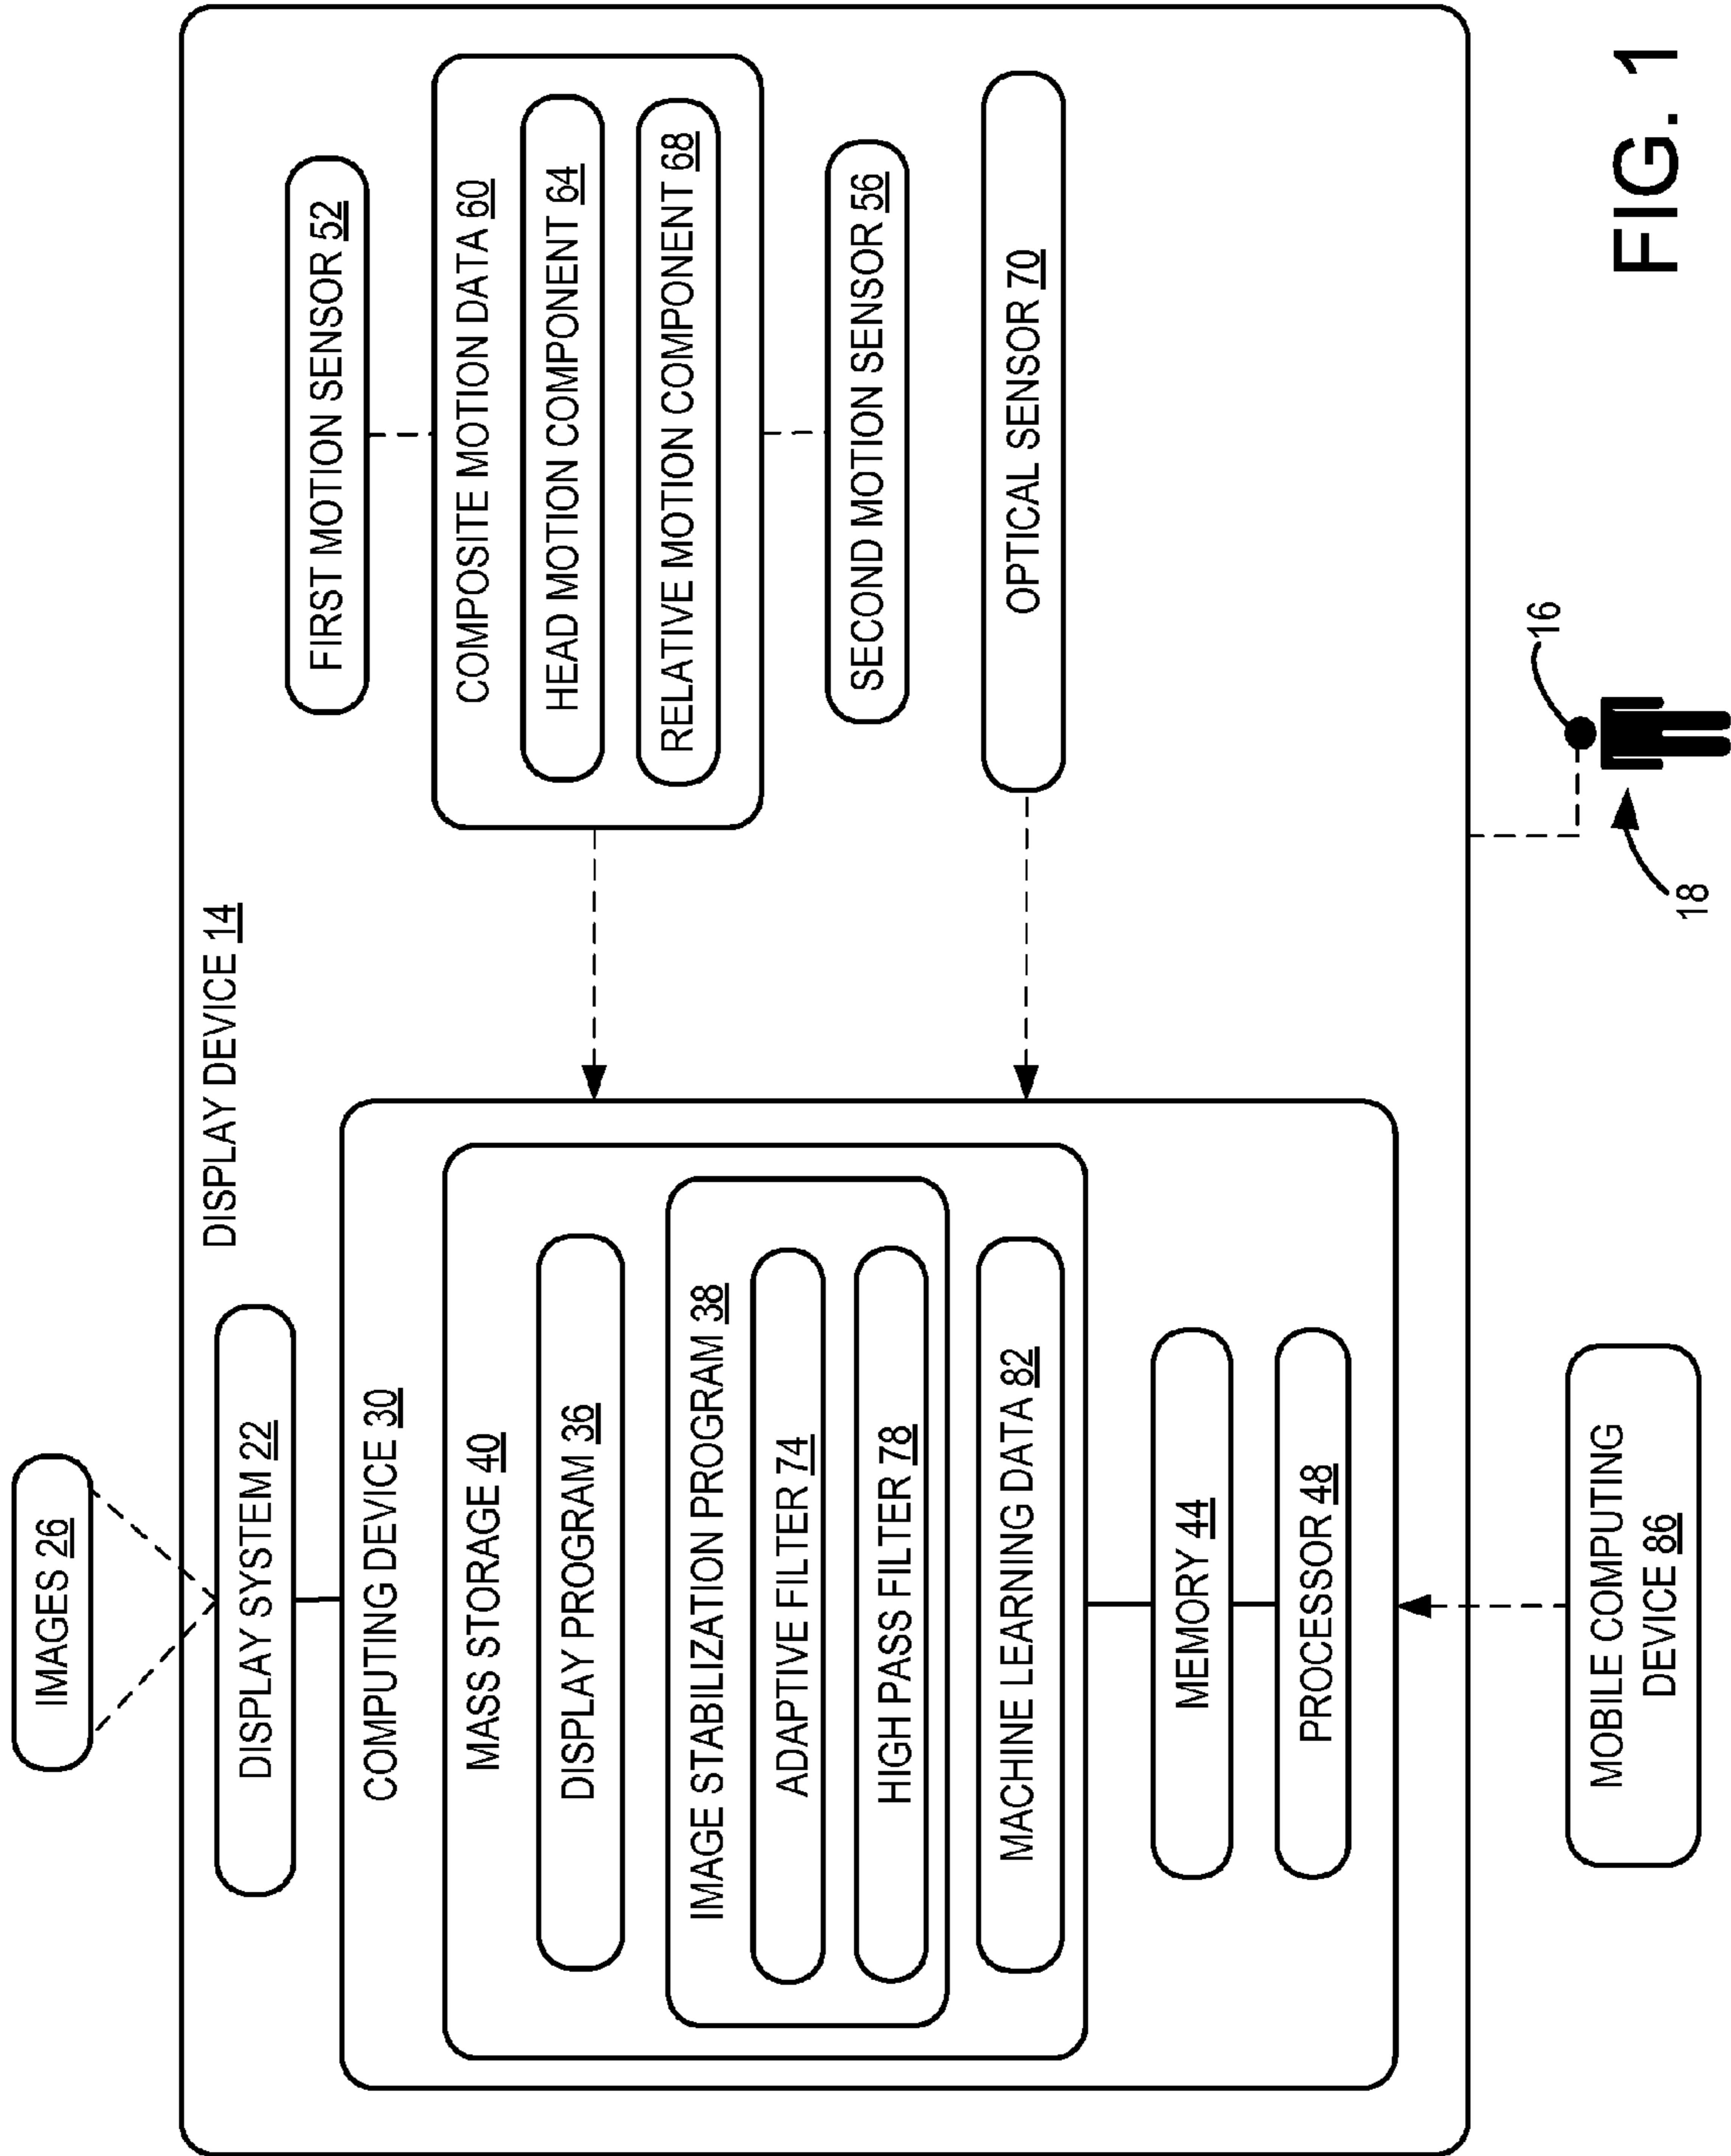 IMAGES 26
DISPLAY DEVICE 14
DISPLAY SYSTEM 22
COMPUTING DEVICE 30
MASS STORAGE 40
DISPLAY PROGRAM 36
IMAGE STABILIZATION PROGRAM 38
ADAPTIVE FILTER 74
HIGH PASS FILTER 78
MACHINE LEARNING DATA 82
MEMORY 44
PROCESSOR 48
MOBILE COMPUTING
DEVICE 86
FIRST MOTION SENSOR 52
COMPOSITE MOTION DATA 60
HEAD MOTION COMPONENT 64
RELATIVE MOTION COMPONENT 68
SECOND MOTION SENSOR 56
OPTICAL SENSOR 70
16
18
FIG. 1